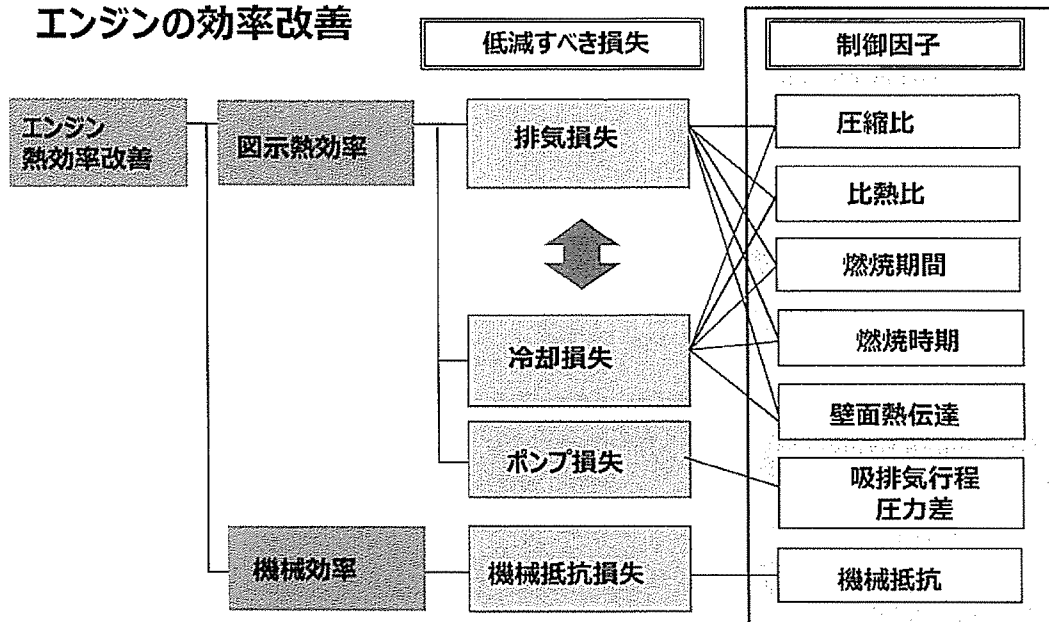 エンジンの効率改善
低減すべき損失
制御因子
エンジン
熱効率改善
図示熱効率
排気損失
圧縮比
比熱比
燃焼期間
冷却損失
燃焼時期
壁面熱伝達
ポンプ損失
吸排気行程
圧力差
機械効率
機械抵抗損失
機械抵抗